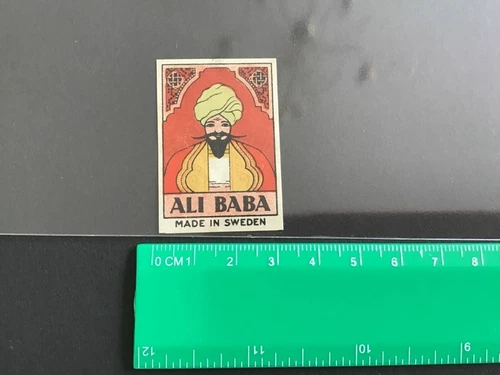 ALI BABA
MADE IN SWEDEN
0 CM 1 2 3 4 5 6 7 8
12 11 10 9